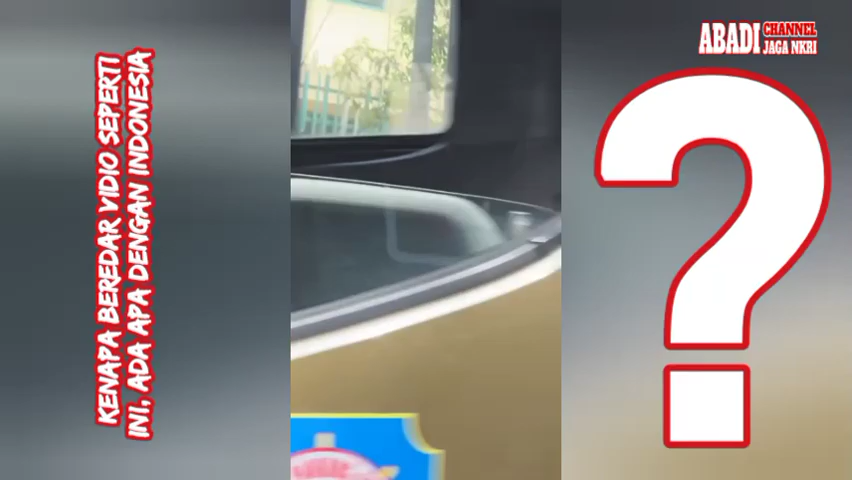 KENAPA BEREDAR VIDIO SEPERTI
INI, ADA APA DENGAN INDONESIA
ABADI CHANNEL
JAGA NKRI
?